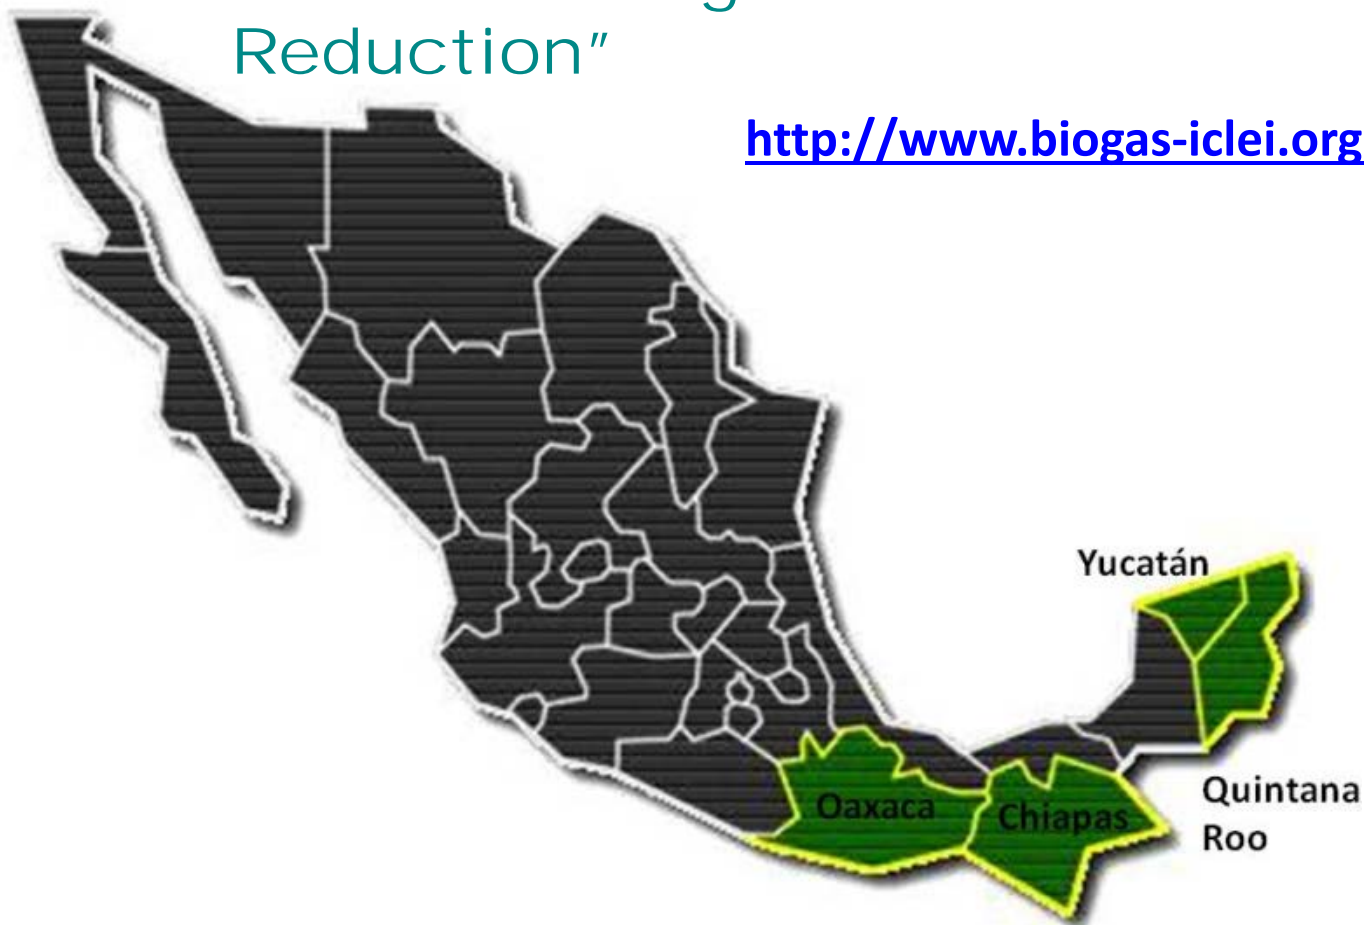 Reduction”
http://www.biogas-iclei.org
Yucatán
Oaxaca
Chiapas
Quintana
Roo